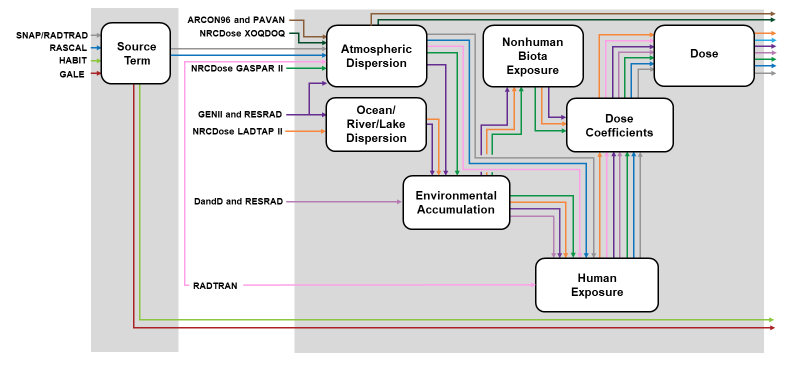 SNAP/RADTRAD
RASCAL
HABIT
GALE
Source
Term
ARCON96 and PAVAN
NRCDose XOQDOQ
NRCDose GASPAR II
GENII and RESRAD
NRCDose LADTAP II
DandD and RESRAD
RADTRAN
Atmospheric
Dispersion
Ocean/
River/Lake
Dispersion
Environmental
Accumulation
Nonhuman
Biota
Exposure
Dose
Coefficients
Dose
Human
Exposure